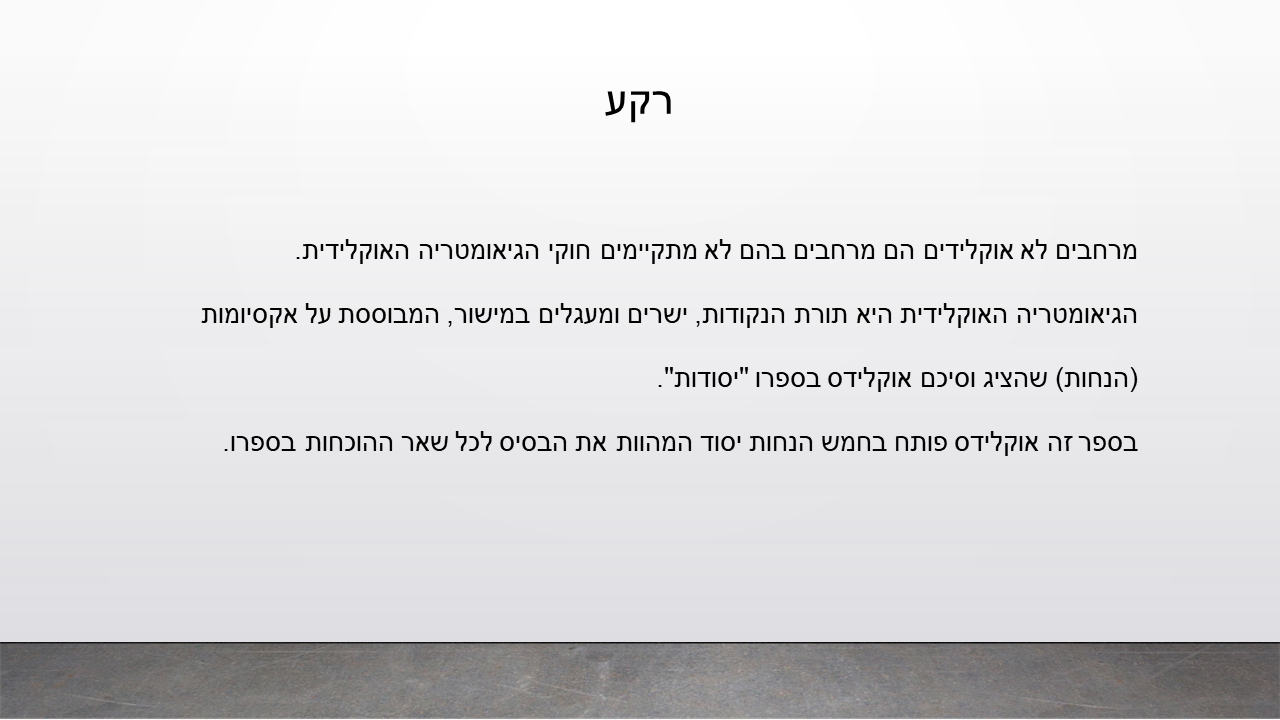 רקע
מרחבים לא אוקלידים הם מרחבים בהם לא מתקיימים חוקי הגיאומטריה האוקלידית.
הגיאומטריה האוקלידית היא תורת הנקודות, ישרים ומעגלים במישור, המבוססת על אקסיומות
(הנחות) שהציג וסיכם אוקלידס בספרו "יסודות".
בספר זה אוקלידס פותח בחמש הנחות יסוד המהוות את הבסיס לכל שאר ההוכחות בספרו.